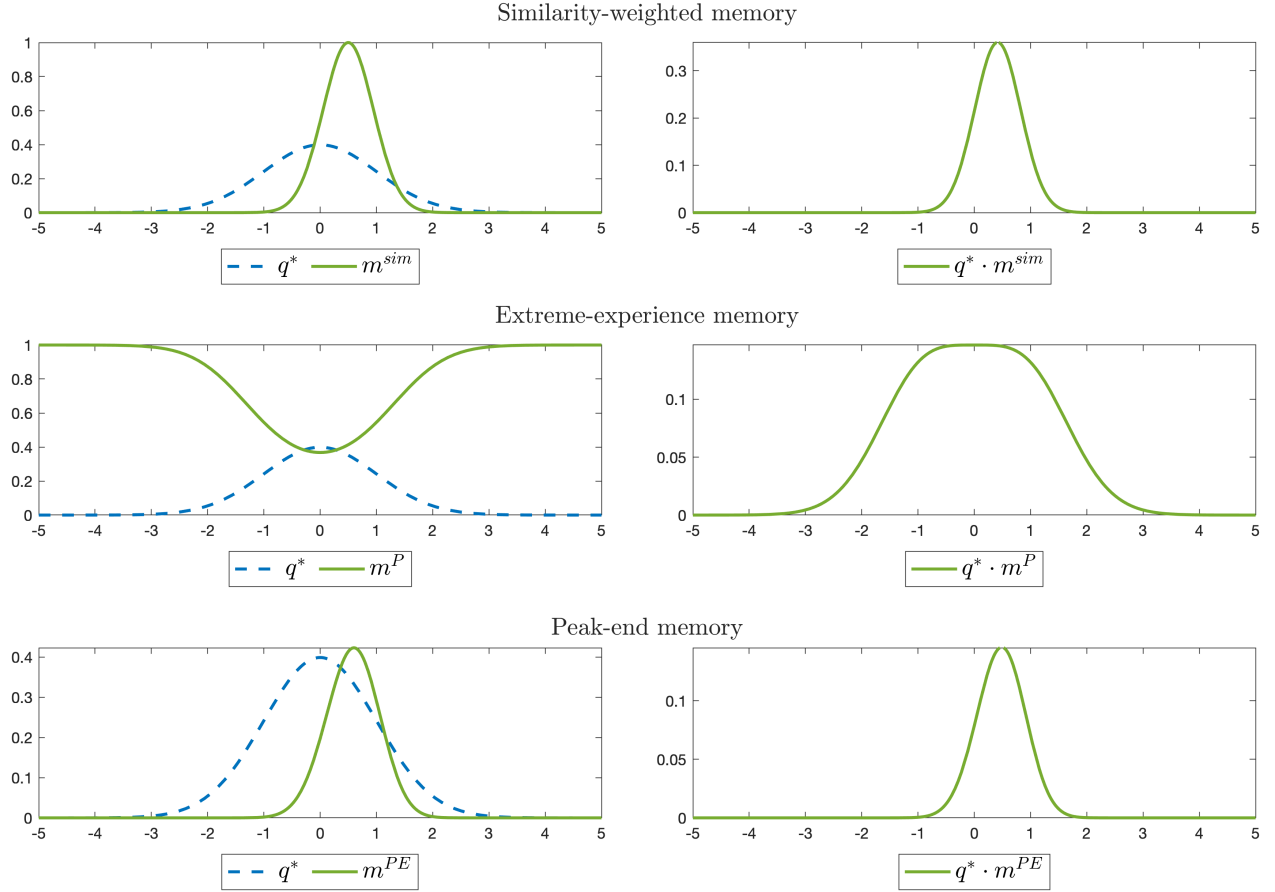 Similarity-weighted memory
1
0.8
0.6
0.4
0.2
0
-5 -4 -3 -2 -1 0 1 2 3 4 5
q* m^{sim}
0.3
0.2
0.1
0
-5 -4 -3 -2 -1 0 1 2 3 4 5
q* · m^{sim}
Extreme-experience memory
1
0.8
0.6
0.4
0.2
0
-5 -4 -3 -2 -1 0 1 2 3 4 5
q* m^P
0.1
0.05
0
-5 -4 -3 -2 -1 0 1 2 3 4 5
q* · m^P
Peak-end memory
0.4
0.3
0.2
0.1
0
-5 -4 -3 -2 -1 0 1 2 3 4 5
q* m^{PE}
0.1
0.05
0
-5 -4 -3 -2 -1 0 1 2 3 4 5
q* · m^{PE}